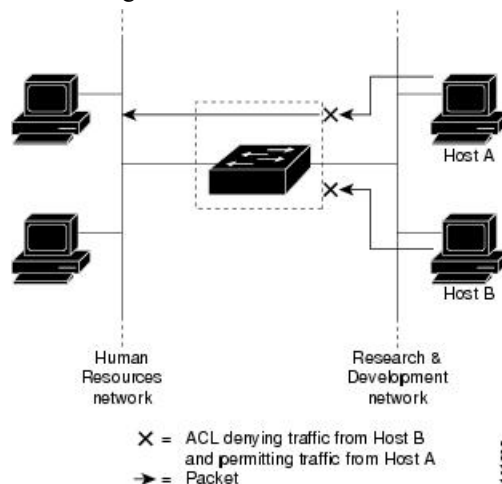 Host A
Host B
Human
Resources
network
Research &
Development
network
X = ACL denying traffic from Host B
and permitting traffic from Host A
= Packet